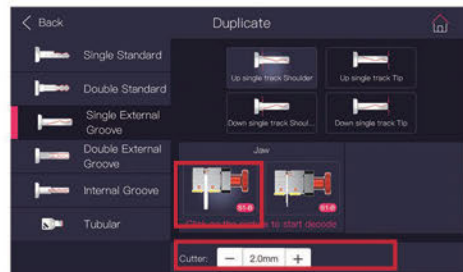 Back
Duplicate
Single Standard
Double Standard
Single External
Groove
Double External
Groove
Internal Groove
Tubular
Up single track Shoulder
Up single track Tip
Down single track Shoul...
Down single track Tip
Jaw
S1-B
S1-B
Click on the picture to start decode
Cutter:
− 2.0mm +